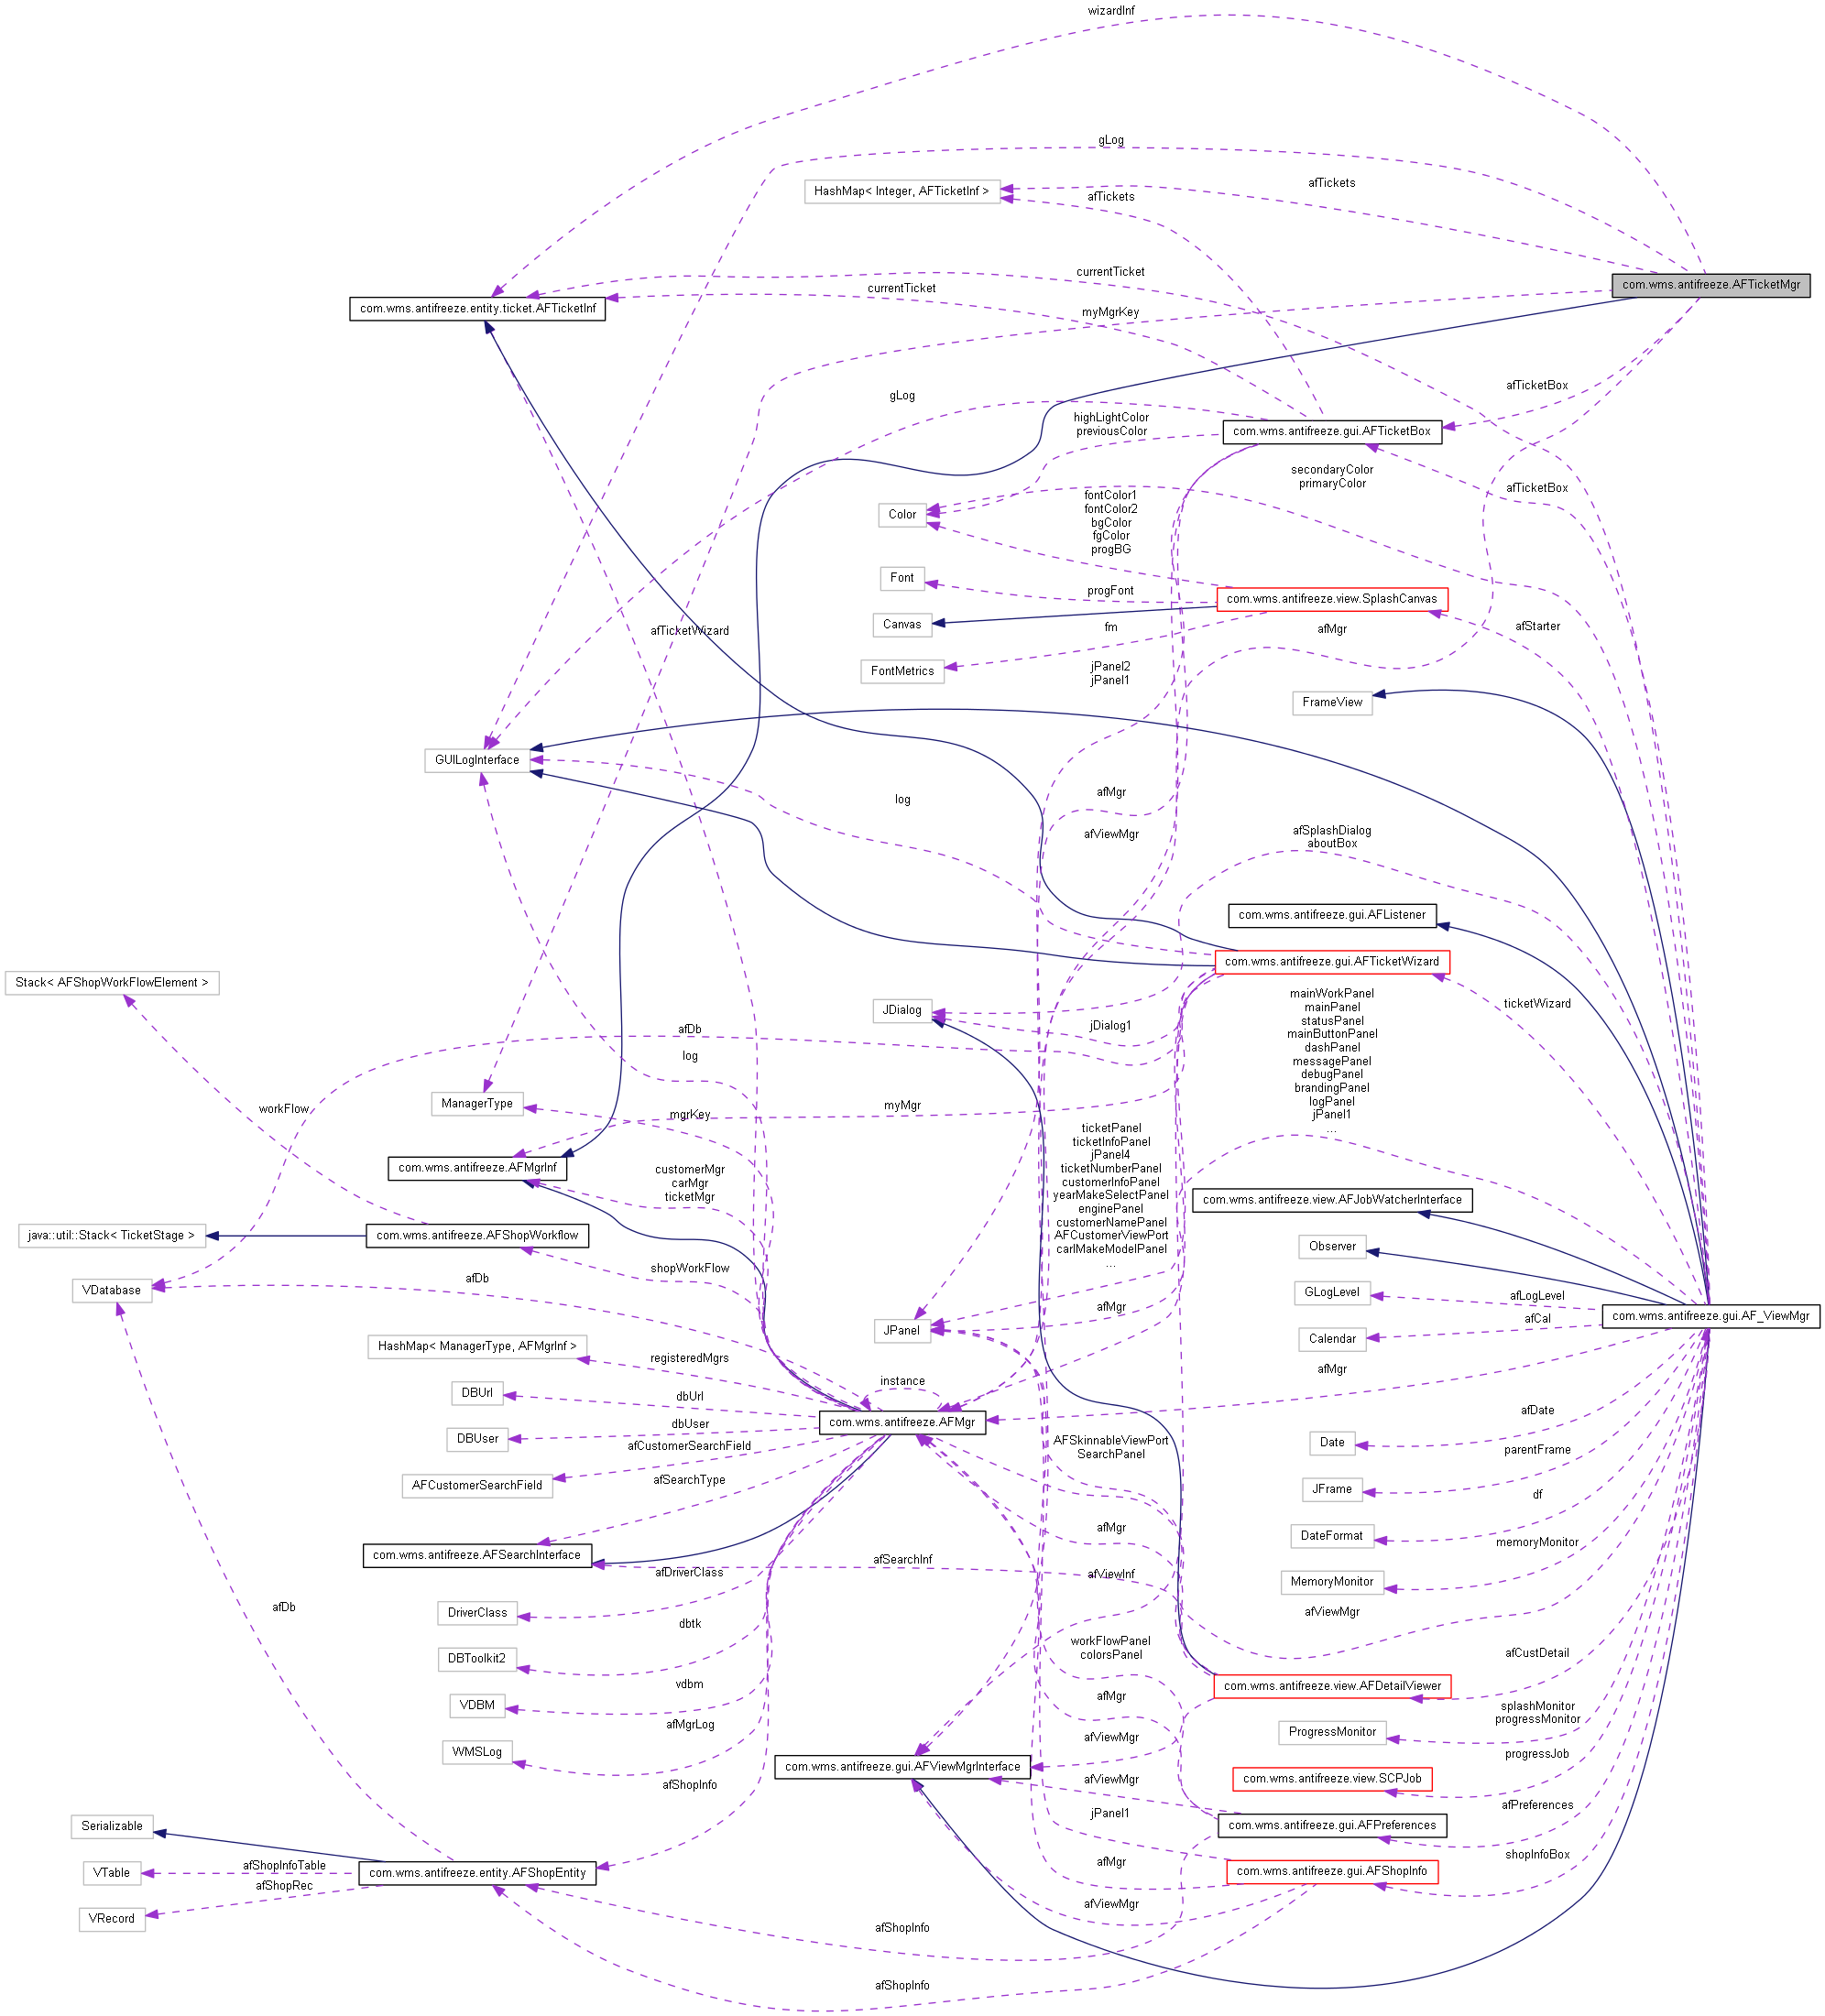 wizardInf
gLog
HashMap< Integer, AFTicketInf >
afTickets
afTickets
currentTicket
com.wms.antifreeze.AFTicketMgr
currentTicket
com.wms.antifreeze.entity.ticket.AFTicketInf
myMgrKey
afTicketBox
gLog
highLightColor
previousColor
com.wms.antifreeze.gui.AFTicketBox
secondaryColor
primaryColor
afTicketBox
fontColor1
fontColor2
bgColor
fgColor
progBG
Color
Font
progFont
com.wms.antifreeze.view.SplashCanvas
Canvas
fm
afTicketWizard
afMgr
afStarter
FontMetrics
jPanel2
jPanel1
FrameView
GUILogInterface
log
afMgr
afViewMgr
afSplashDialog
aboutBox
com.wms.antifreeze.gui.AFListener
com.wms.antifreeze.gui.AFTicketWizard
Stack< AFShopWorkFlowElement >
JDialog
jDialog1
ticketWizard
afDb
log
mainWorkPanel
mainPanel
statusPanel
mainButtonPanel
dashPanel
messagePanel
debugPanel
brandingPanel
logPanel
jPanel1
...
workFlow
ManagerType
mgrKey
myMgr
com.wms.antifreeze.AFMgrInf
customerMgr
carMgr
ticketMgr
ticketPanel
ticketInfoPanel
jPanel4
ticketNumberPanel
customerInfoPanel
yearMakeSelectPanel
enginePanel
customerNamePanel
AFCustomerViewPort
carlMakeModelPanel
...
com.wms.antifreeze.view.AFJobWatcherInterface
java::util::Stack< TicketStage >
com.wms.antifreeze.AFShopWorkflow
Observer
shopWorkFlow
VDatabase
afDb
GLogLevel
afLogLevel
com.wms.antifreeze.gui.AF_ViewMgr
afMgr
JPanel
Calendar
afCal
HashMap< ManagerType, AFMgrInf >
registeredMgrs
instance
afMgr
DBUrl
dbUrl
com.wms.antifreeze.AFMgr
afDate
DBUser
dbUser
Date
AFSkinnableViewPort
SearchPanel
parentFrame
afCustomerSearchField
AFCustomerSearchField
afSearchType
JFrame
df
afMgr
DateFormat
com.wms.antifreeze.AFSearchInterface
afSearchInf
memoryMonitor
afDriverClass
afViewInf
MemoryMonitor
DriverClass
dbtk
afViewMgr
DBToolkit2
workFlowPanel
colorsPanel
afCustDetail
vdbm
com.wms.antifreeze.view.AFDetailViewer
VDBM
afMgr
splashMonitor
progressMonitor
afMgrLog
ProgressMonitor
WMSLog
afViewMgr
progressJob
com.wms.antifreeze.gui.AFViewMgrInterface
afViewMgr
com.wms.antifreeze.view.SCPJob
afShopInfo
afPreferences
jPanel1
com.wms.antifreeze.gui.AFPreferences
Serializable
shopInfoBox
afDb
VTable
afShopInfoTable
com.wms.antifreeze.entity.AFShopEntity
afMgr
com.wms.antifreeze.gui.AFShopInfo
afShopRec
VRecord
afViewMgr
afShopInfo
afShopInfo